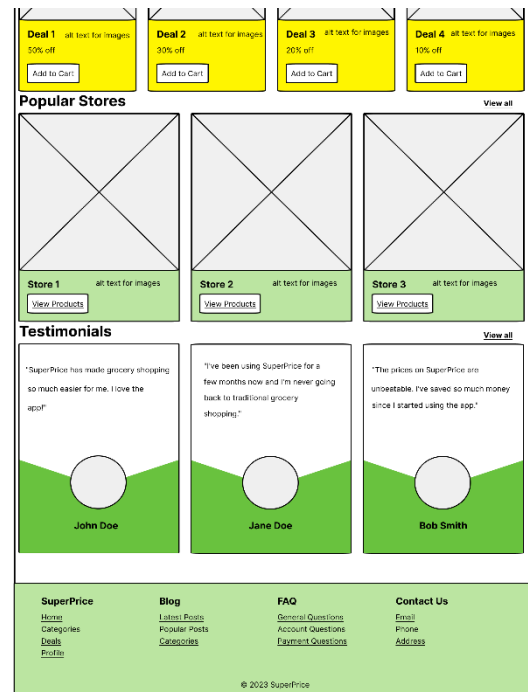 Deal 1 alt text for images
50% off
Add to Cart
Deal 2 alt text for images
30% off
Add to Cart
Deal 3 alt text for images
20% off
Add to Cart
Deal 4 alt text for images
10% off
Add to Cart
Popular Stores
View all
Store 1 alt text for images
View Products
Store 2 alt text for images
View Products
Store 3 alt text for images
View Products
Testimonials
View all
"SuperPrice has made grocery shopping
so much easier for me. I love the
app!"
John Doe
"I've been using SuperPrice for a
few months now and I'm never going
back to traditional grocery
shopping."
Jane Doe
"The prices on SuperPrice are
unbeatable. I've saved so much money
since I started using the app."
Bob Smith
SuperPrice
Home
Categories
Deals
Profile
Blog
Latest Posts
Popular Posts
Categories
FAQ
General Questions
Account Questions
Payment Questions
Contact Us
Email
Phone
Address
© 2023 SuperPrice